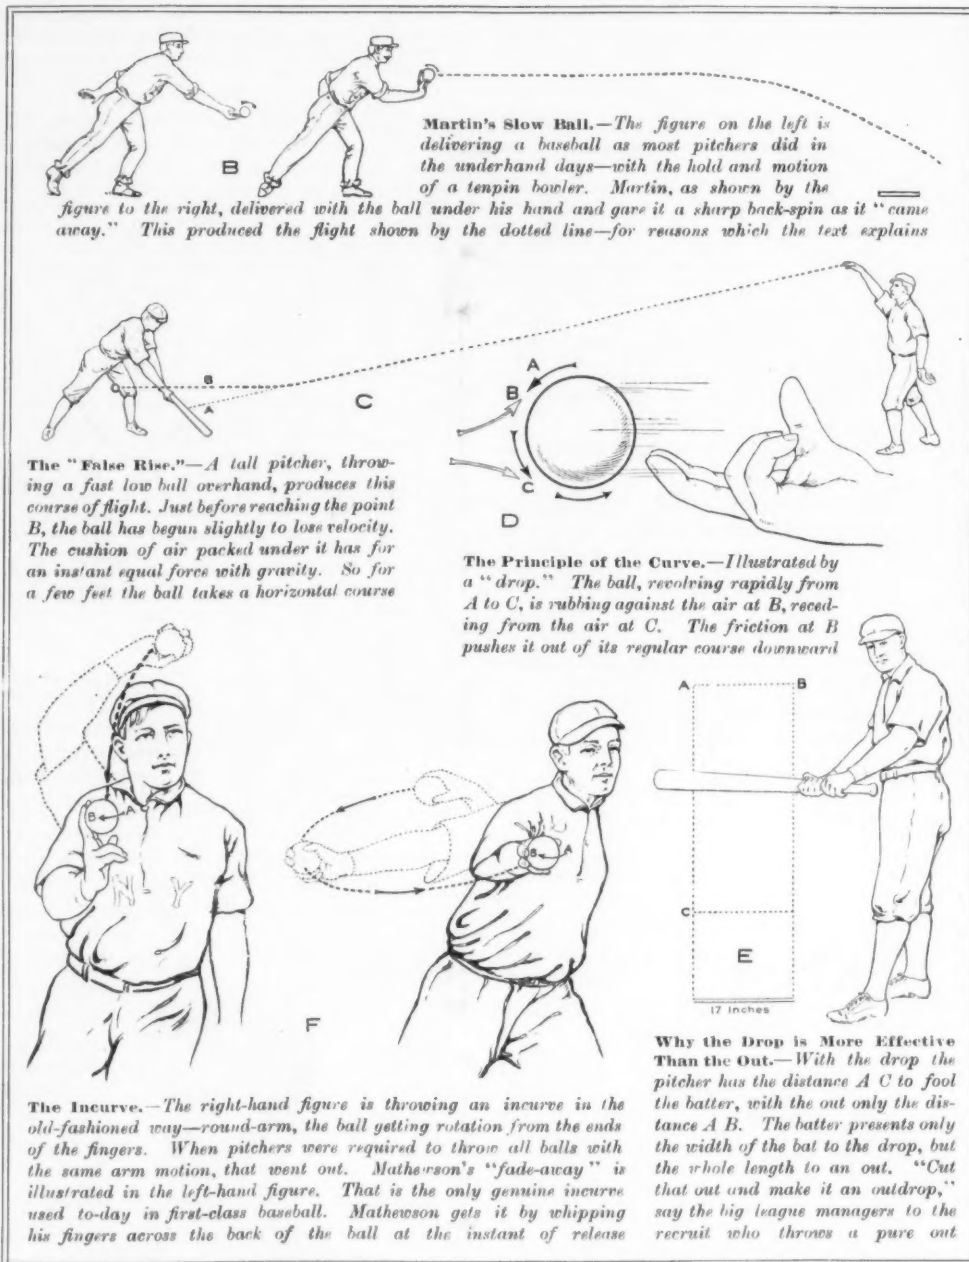 B
Martin's Slow Ball.—The figure on the left is
delivering a baseball as most pitchers did in
the underhand days—with the hold and motion
of a tenpin bowler. Martin, as shown by the
figure to the right, delivered with the ball under his hand and gave it a sharp back-spin as it "came
away." This produced the flight shown by the dotted line—for reasons which the text explains
B
A
C
The "False Rise."—A tall pitcher, throw-
ing a fast low ball overhand, produces this
course of flight. Just before reaching the point
B, the ball has begun slightly to lose velocity.
The cushion of air packed under it has for
an instant equal force with gravity. So for
a few feet the ball takes a horizontal course
A
B
C
D
The Principle of the Curve.—Illustrated by
a "drop." The ball, revolving rapidly from
A to C, is rubbing against the air at B, reced-
ing from the air at C. The friction at B
pushes it out of its regular course downward
B A
N Y
B A
F
A B
C
E
17 Inches
The Incurve.—The right-hand figure is throwing an incurve in the
old-fashioned way—round-arm, the ball getting rotation from the ends
of the fingers. When pitchers were required to throw all balls with
the same arm motion, that went out. Mathewson's "fade-away" is
illustrated in the left-hand figure. That is the only genuine incurve
used to-day in first-class baseball. Mathewson gets it by whipping
his fingers across the back of the ball at the instant of release
Why the Drop is More Effective
Than the Out.—With the drop the
pitcher has the distance A C to fool
the batter, with the out only the dis-
tance A B. The batter presents only
the width of the bat to the drop, but
the whole length to an out. "Cut
that out and make it an outdrop,"
say the big league managers to the
recruit who throws a pure out